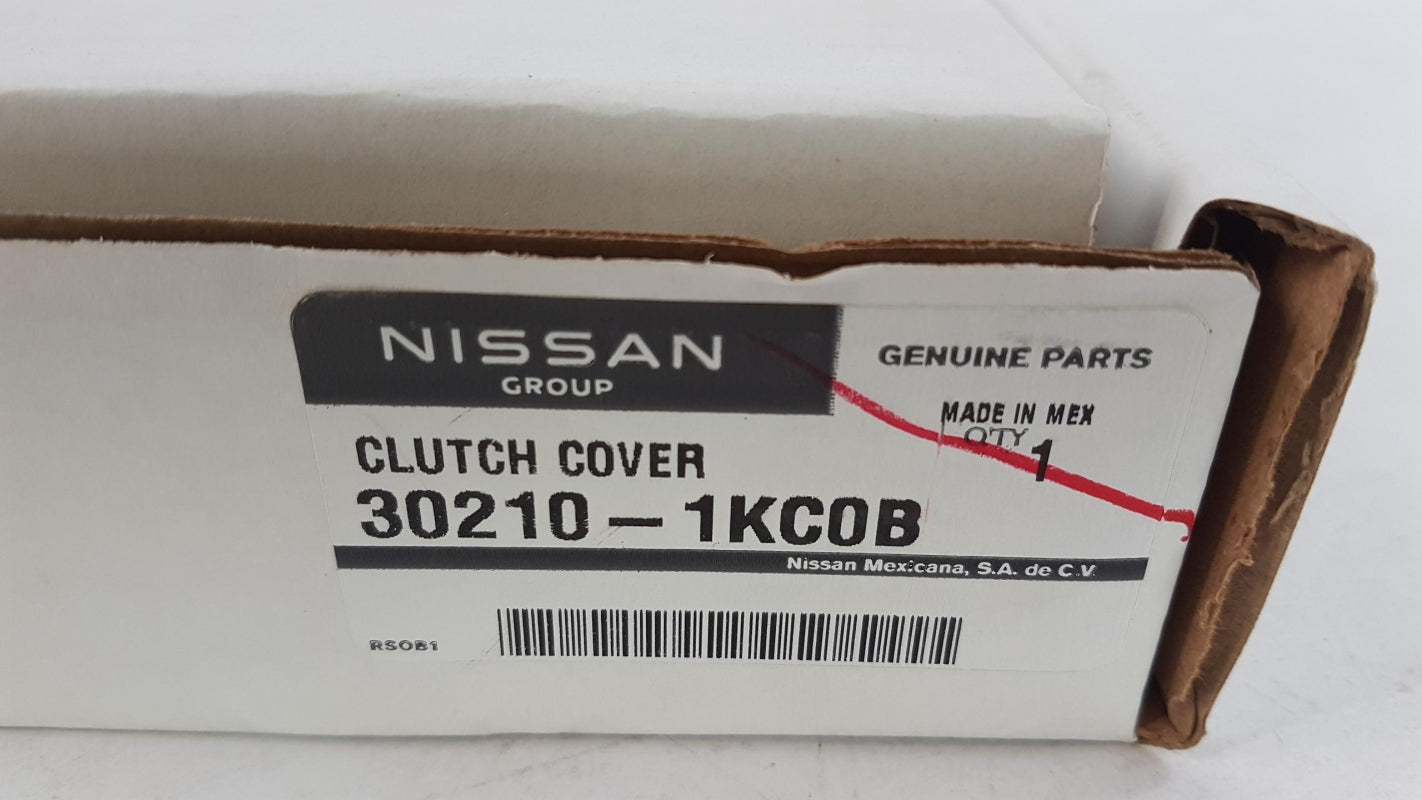 NISSAN
GROUP
GENUINE PARTS
MADE IN MEX
QTY 1
CLUTCH COVER
30210-1KC0B
Nissan Mexicana, S.A. de C.V.
RSOB1